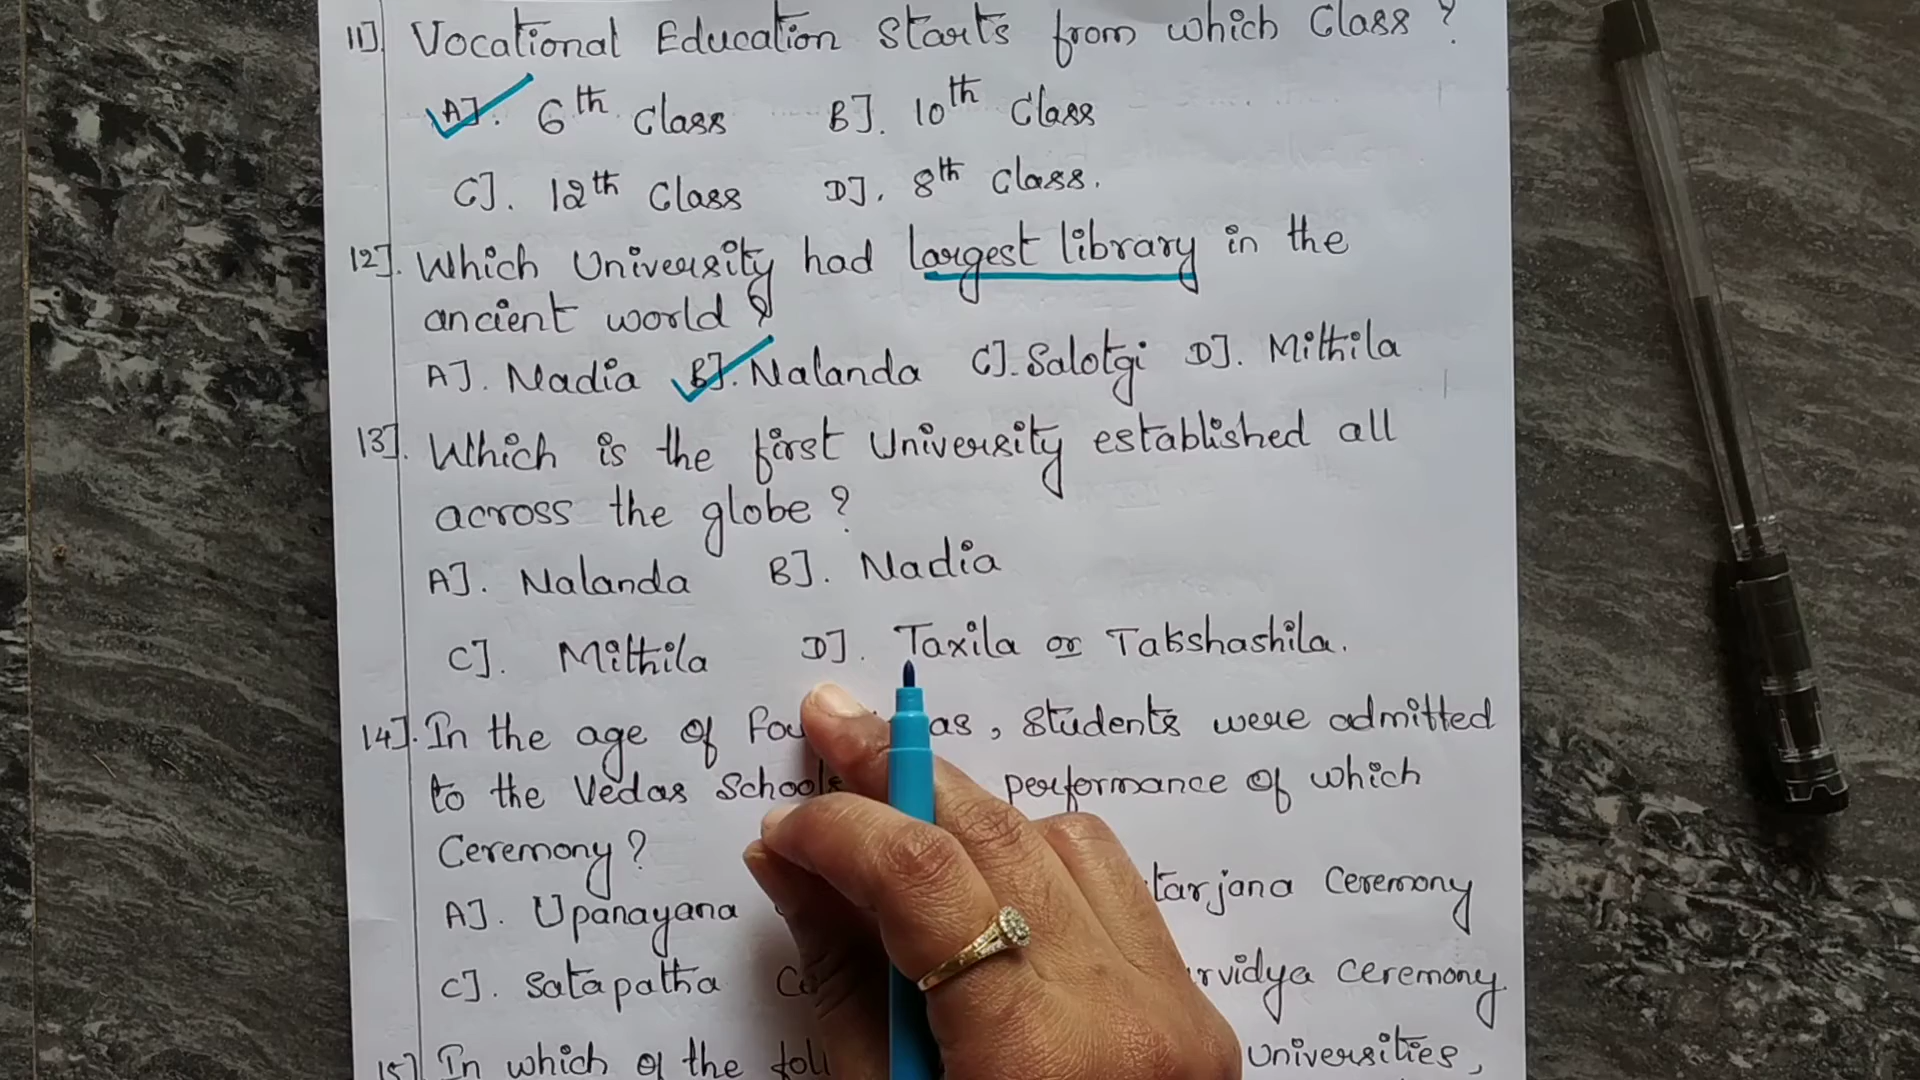 11]. Vocational Education Starts from which Class ?
A]. 6th Class B]. 10th Class
C]. 12th Class D]. 8th Class.
12]. Which University had largest library in the
ancient world ?
A]. Nadia B]. Nalanda C]. Salotgi D]. Mithila
13]. Which is the first University established all
across the globe ?
A]. Nalanda B]. Nadia
C]. Mithila D]. Taxila or Takshashila.
14]. In the age of as, Students were admitted
to the Vedas Schools performance of which
Ceremony ?
A]. Upanayana tarjana Ceremony
C]. Satapatha rvidya Ceremony.
15] In which of the Universities,